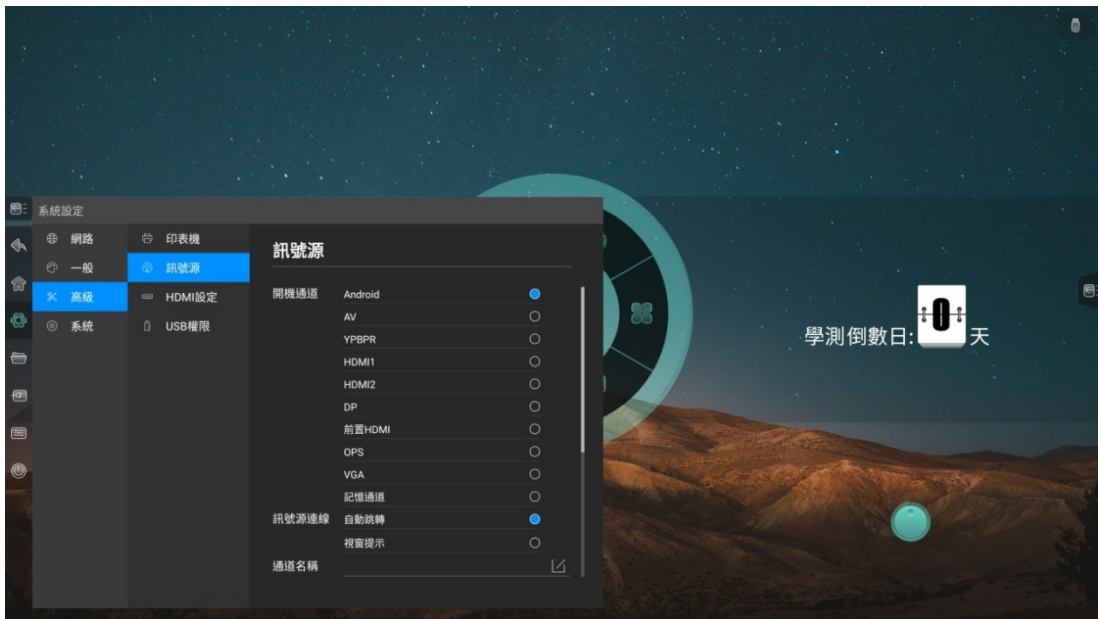 系統設定
網路
一般
高級
系統
印表機
訊號源
HDMI設定
USB權限
訊號源
開機通道 Android
AV
YPBPR
HDMI1
HDMI2
DP
前置HDMI
OPS
VGA
記憶通道
訊號源連線 自動跳轉
視窗提示
通道名稱
學測倒數日: 0 天